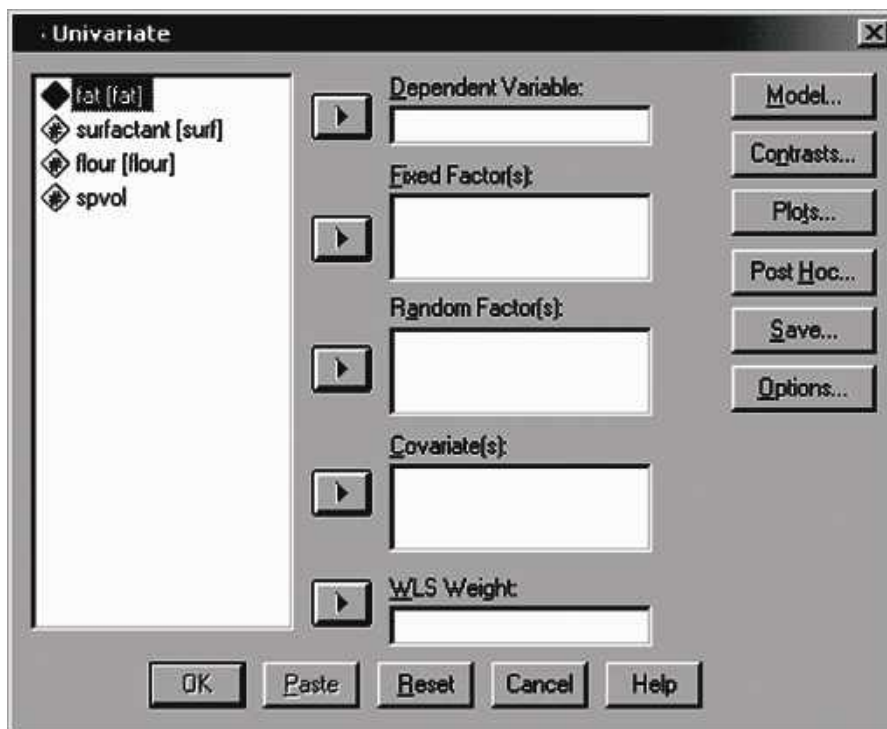 Univariate
fat [fat]
surfactant [surf]
flour [flour]
spvol
Dependent Variable:
Fixed Factor(s):
Random Factor(s):
Covariate(s):
WLS Weight:
Model...
Contrasts...
Plots...
Post Hoc...
Save...
Options...
OK
Paste
Reset
Cancel
Help